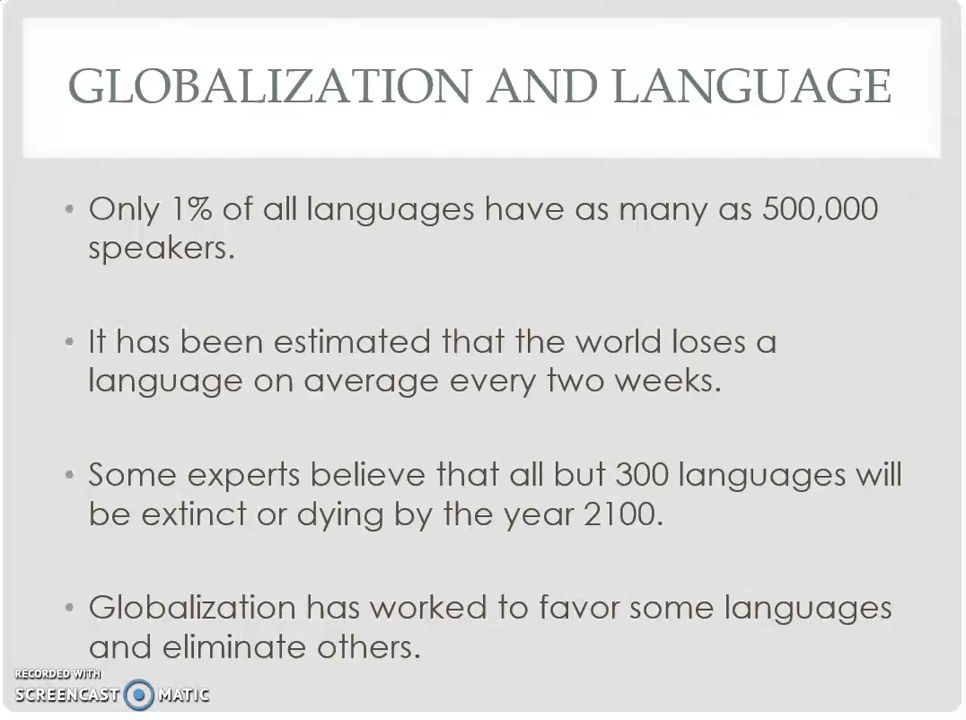 GLOBALIZATION AND LANGUAGE
• Only 1% of all languages have as many as 500,000
speakers.
• It has been estimated that the world loses a
language on average every two weeks.
• Some experts believe that all but 300 languages will
be extinct or dying by the year 2100.
• Globalization has worked to favor some languages
and eliminate others.
RECORDED WITH
SCREENCAST MATIC